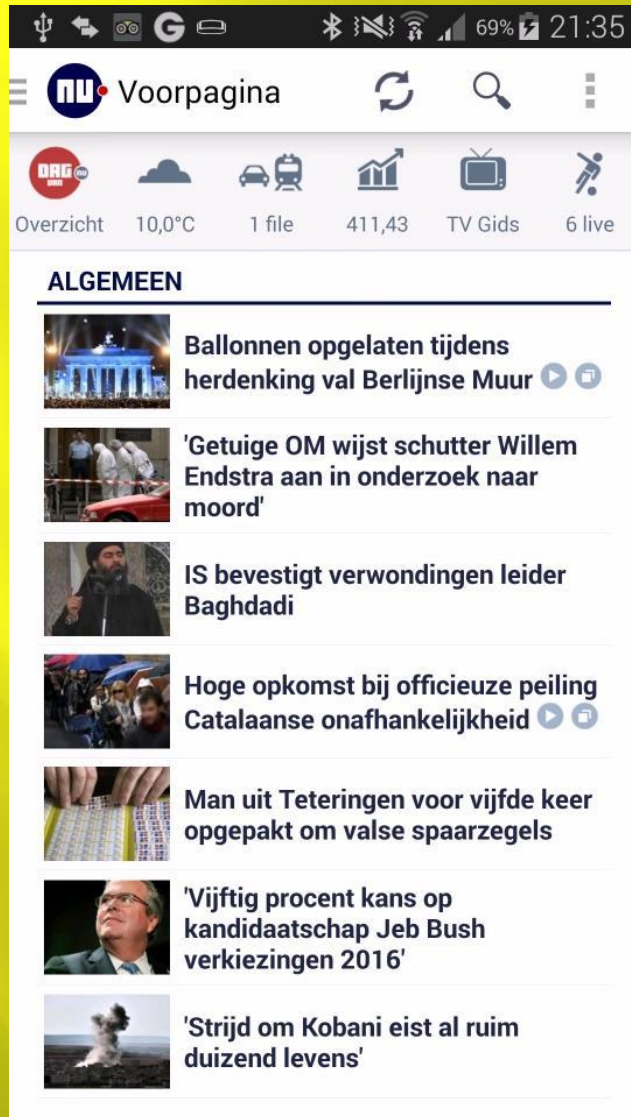 69% 21:35
nu Voorpagina
DAG VAN nu
Overzicht 10,0°C 1 file 411,43 TV Gids 6 live
ALGEMEEN
Ballonnen opgelaten tijdens
herdenking val Berlijnse Muur
'Getuige OM wijst schutter Willem
Endstra aan in onderzoek naar
moord'
IS bevestigt verwondingen leider
Baghdadi
Hoge opkomst bij officieuze peiling
Catalaanse onafhankelijkheid
Man uit Teteringen voor vijfde keer
opgepakt om valse spaarzegels
'Vijftig procent kans op
kandidaatschap Jeb Bush
verkiezingen 2016'
'Strijd om Kobani eist al ruim
duizend levens'